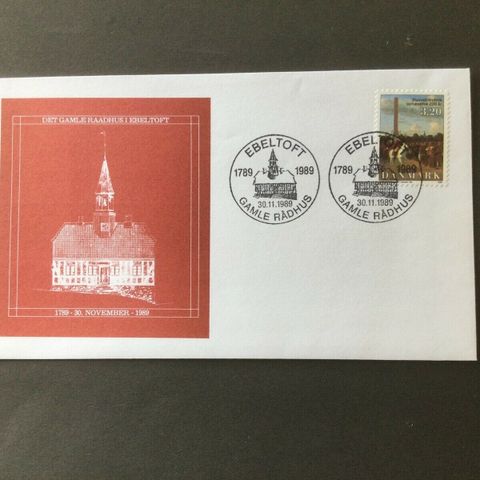 DET GAMLE RAADHUS I EBELTOFT
1789 - 30. NOVEMBER - 1989
EBELTOFT
1789 1989
30.11.1989
GAMLE RÅDHUS
EBELTOFT
1789 1989
30.11.1989
GAMLE RÅDHUS
3.20
DANMARK